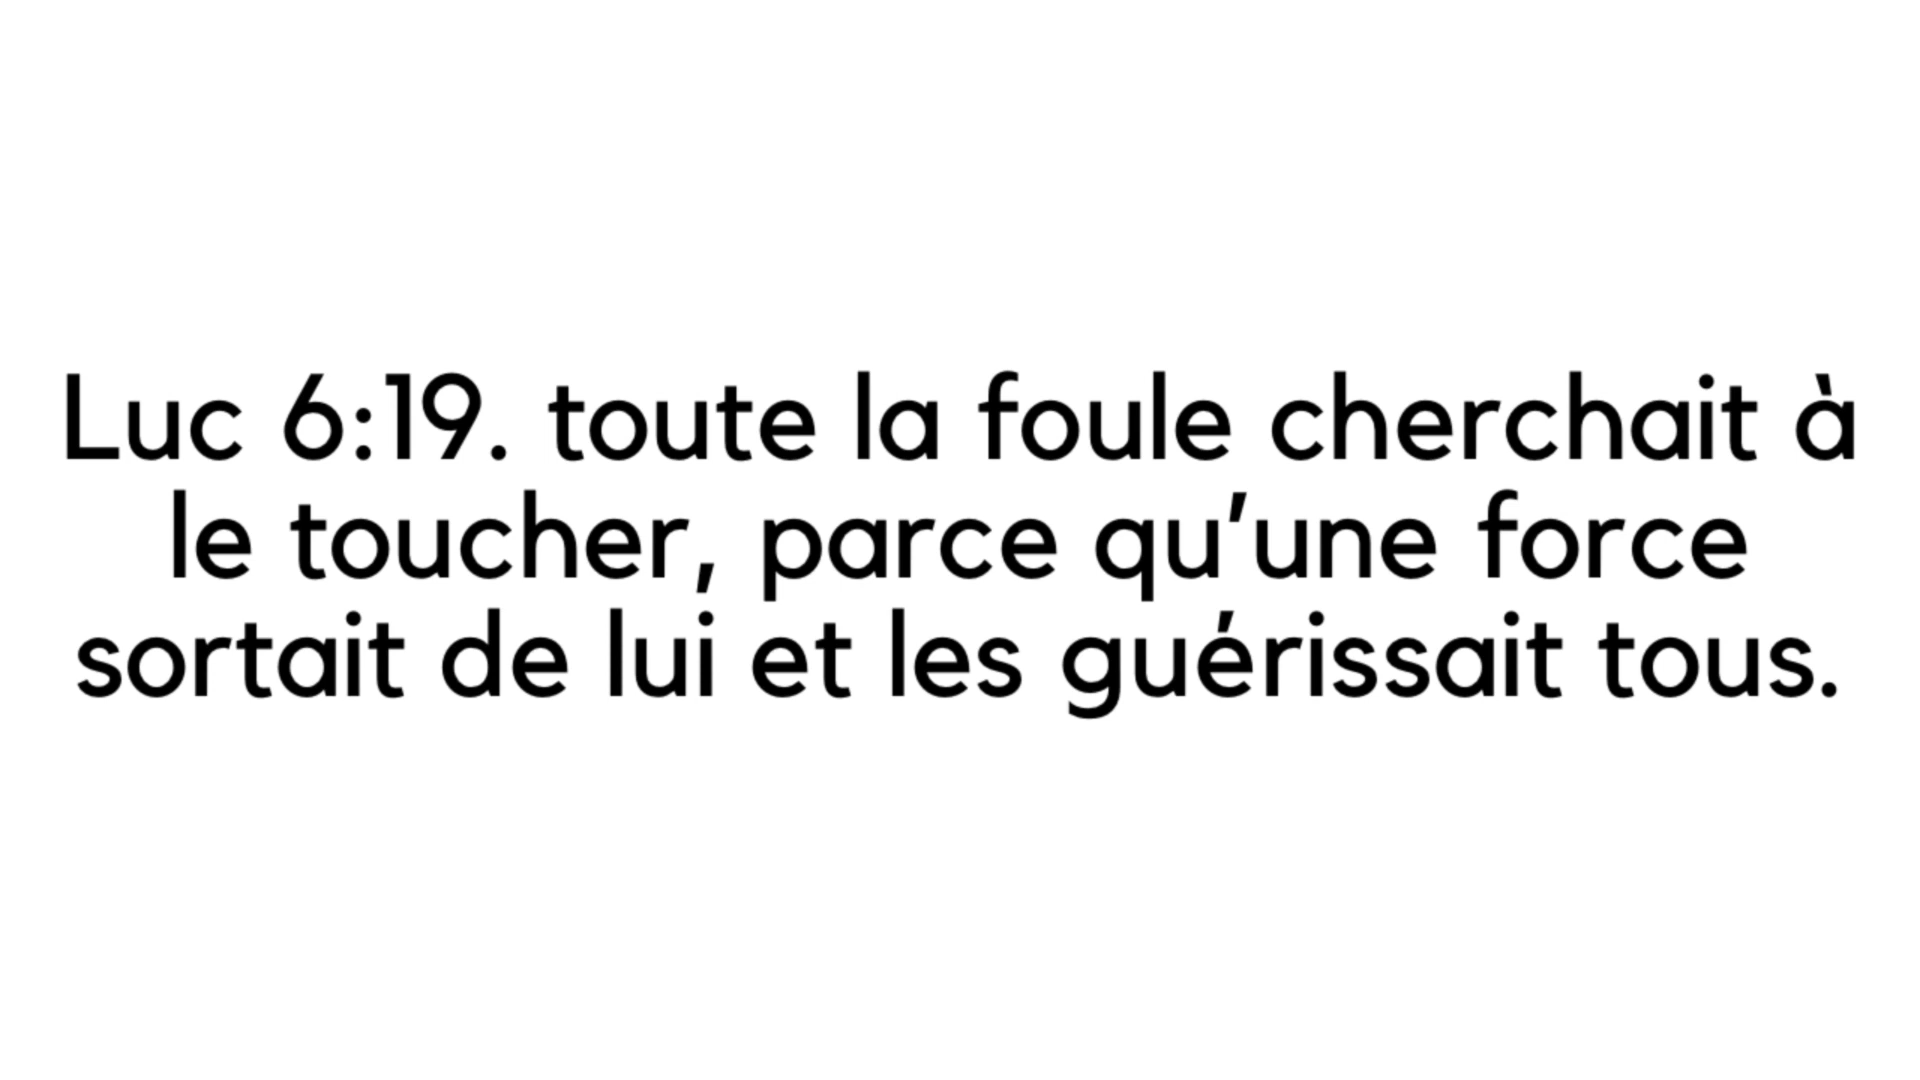 Luc 6:19. toute la foule cherchait à
le toucher, parce qu’une force
sortait de lui et les guérissait tous.